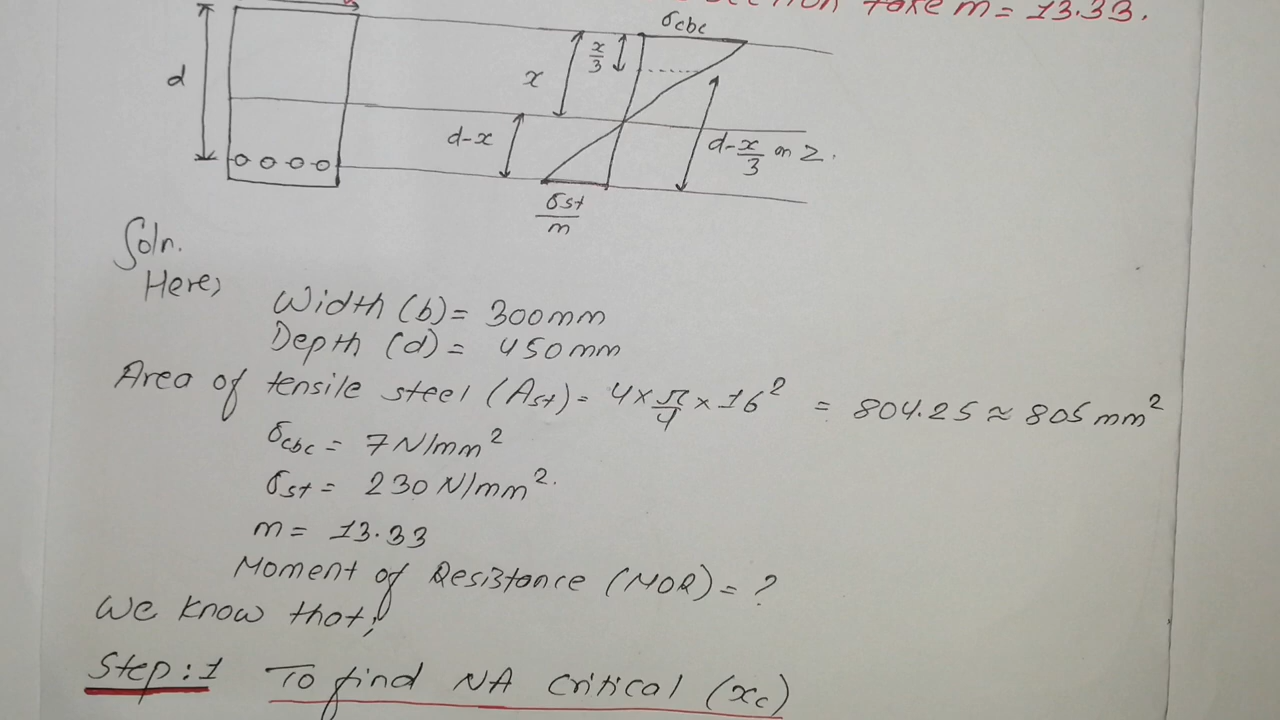 take m = 13.33.
σcbc
x/3
d
x
d-x
d-x/3 or Z.
σst/m
Soln.
Here,
Width (b) = 300mm
Depth (d) = 450mm
Area of tensile steel (Ast) = 4 × π/4 × 16² = 804.25 ≈ 805 mm²
σcbc = 7 N/mm²
σst = 230 N/mm².
m = 13.33
Moment of Resistance (MOR) = ?
We know that,
Step: 1 To find NA critical (xc)